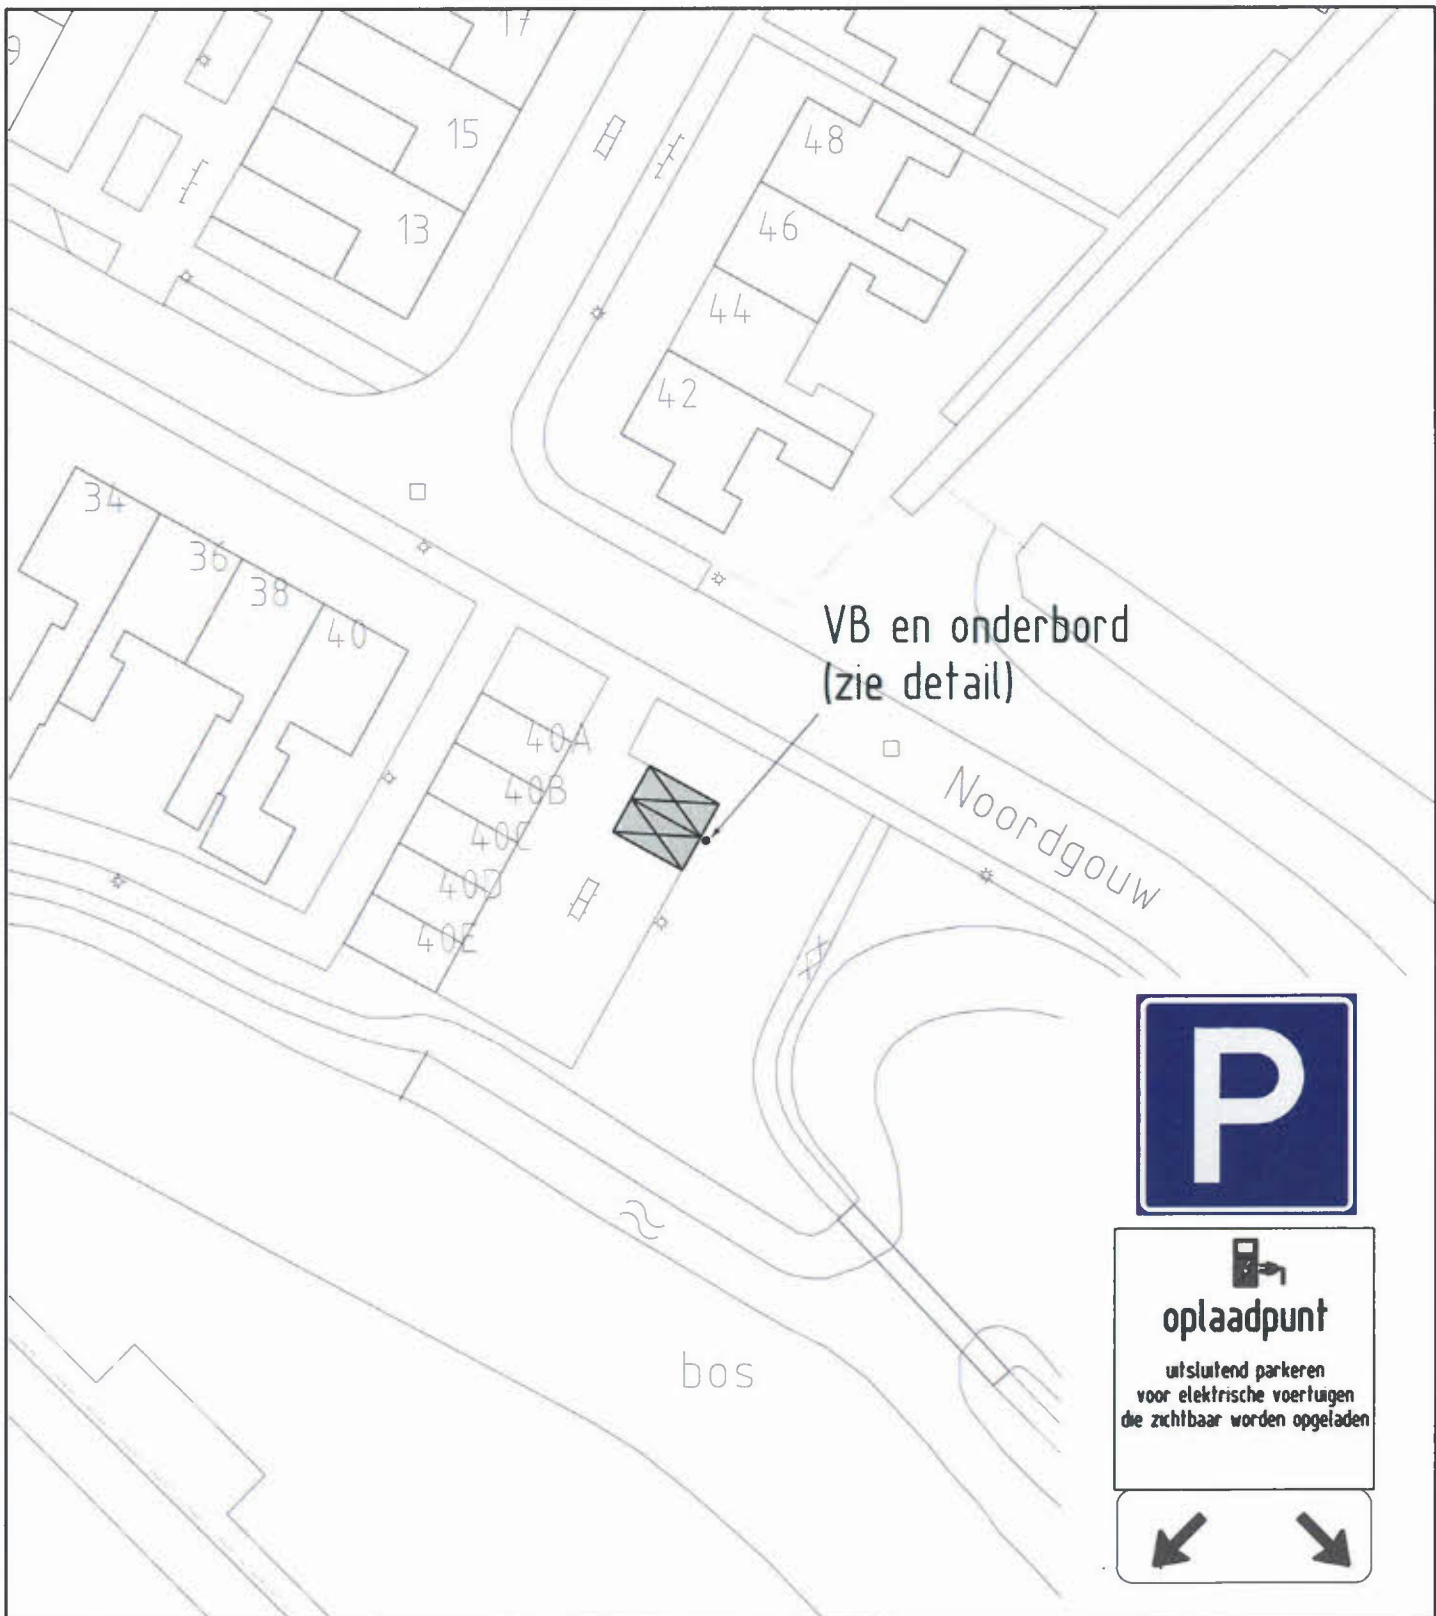 9
17
15
13
48
46
44
42
34
36
38
40
VB en onderbord
(zie detail)
40A
40B
40C
40D
40E
Noordgouw
P
oplaadpunt
uitsluitend parkeren
voor elektrische voertuigen
die zichtbaar worden opgeladen
bos